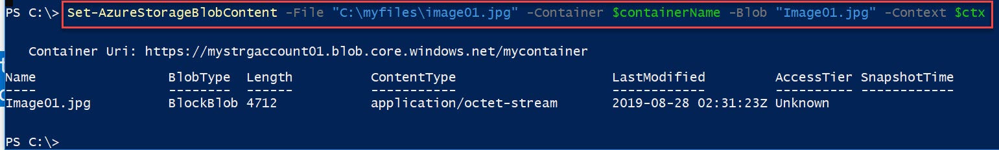 PS C:\> Set-AzureStorageBlobContent -File "C:\myfiles\image01.jpg" -Container $containerName -Blob "Image01.jpg" -Context $ctx
Container Uri: https://mystrgaccount01.blob.core.windows.net/mycontainer
Name BlobType Length ContentType LastModified AccessTier SnapshotTime
---- -------- ------ ----------- ------------ ---------- ------------
Image01.jpg BlockBlob 4712 application/octet-stream 2019-08-28 02:31:23Z Unknown
PS C:\>